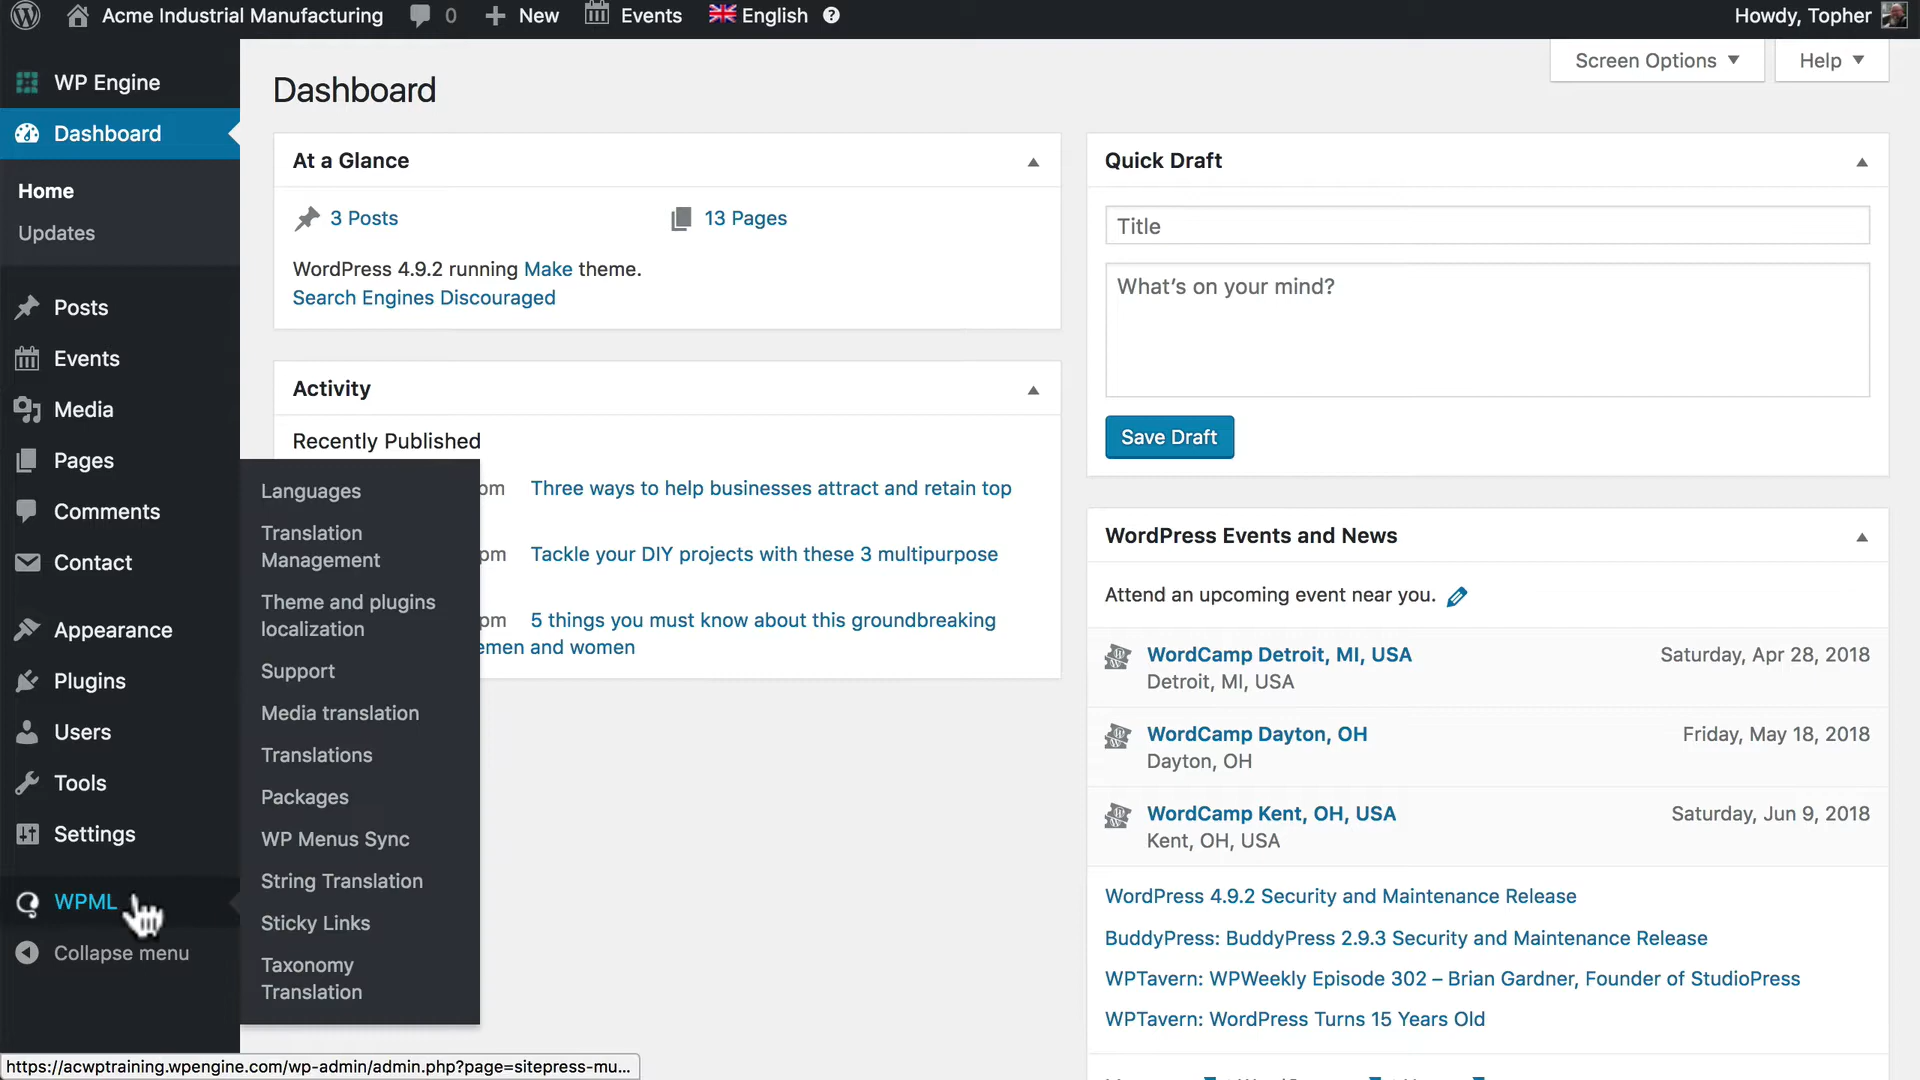 Acme Industrial Manufacturing 0 New Events English Howdy, Topher
WP Engine
Dashboard
Home
Updates
Posts
Events
Media
Pages
Comments
Contact
Appearance
Plugins
Users
Tools
Settings
WPML
Collapse menu
Languages
Translation
Management
Theme and plugins
localization
Support
Media translation
Translations
Packages
WP Menus Sync
String Translation
Sticky Links
Taxonomy
Translation
Screen Options Help
Dashboard
At a Glance
3 Posts 13 Pages
WordPress 4.9.2 running Make theme.
Search Engines Discouraged
Activity
Recently Published
pm Three ways to help businesses attract and retain top
pm Tackle your DIY projects with these 3 multipurpose
pm 5 things you must know about this groundbreaking
emen and women
Quick Draft
Title
What's on your mind?
Save Draft
WordPress Events and News
Attend an upcoming event near you.
WordCamp Detroit, MI, USA Saturday, Apr 28, 2018
Detroit, MI, USA
WordCamp Dayton, OH Friday, May 18, 2018
Dayton, OH
WordCamp Kent, OH, USA Saturday, Jun 9, 2018
Kent, OH, USA
WordPress 4.9.2 Security and Maintenance Release
BuddyPress: BuddyPress 2.9.3 Security and Maintenance Release
WPTavern: WPWeekly Episode 302 – Brian Gardner, Founder of StudioPress
WPTavern: WordPress Turns 15 Years Old
https://acwptraining.wpengine.com/wp-admin/admin.php?page=sitepress-mu...